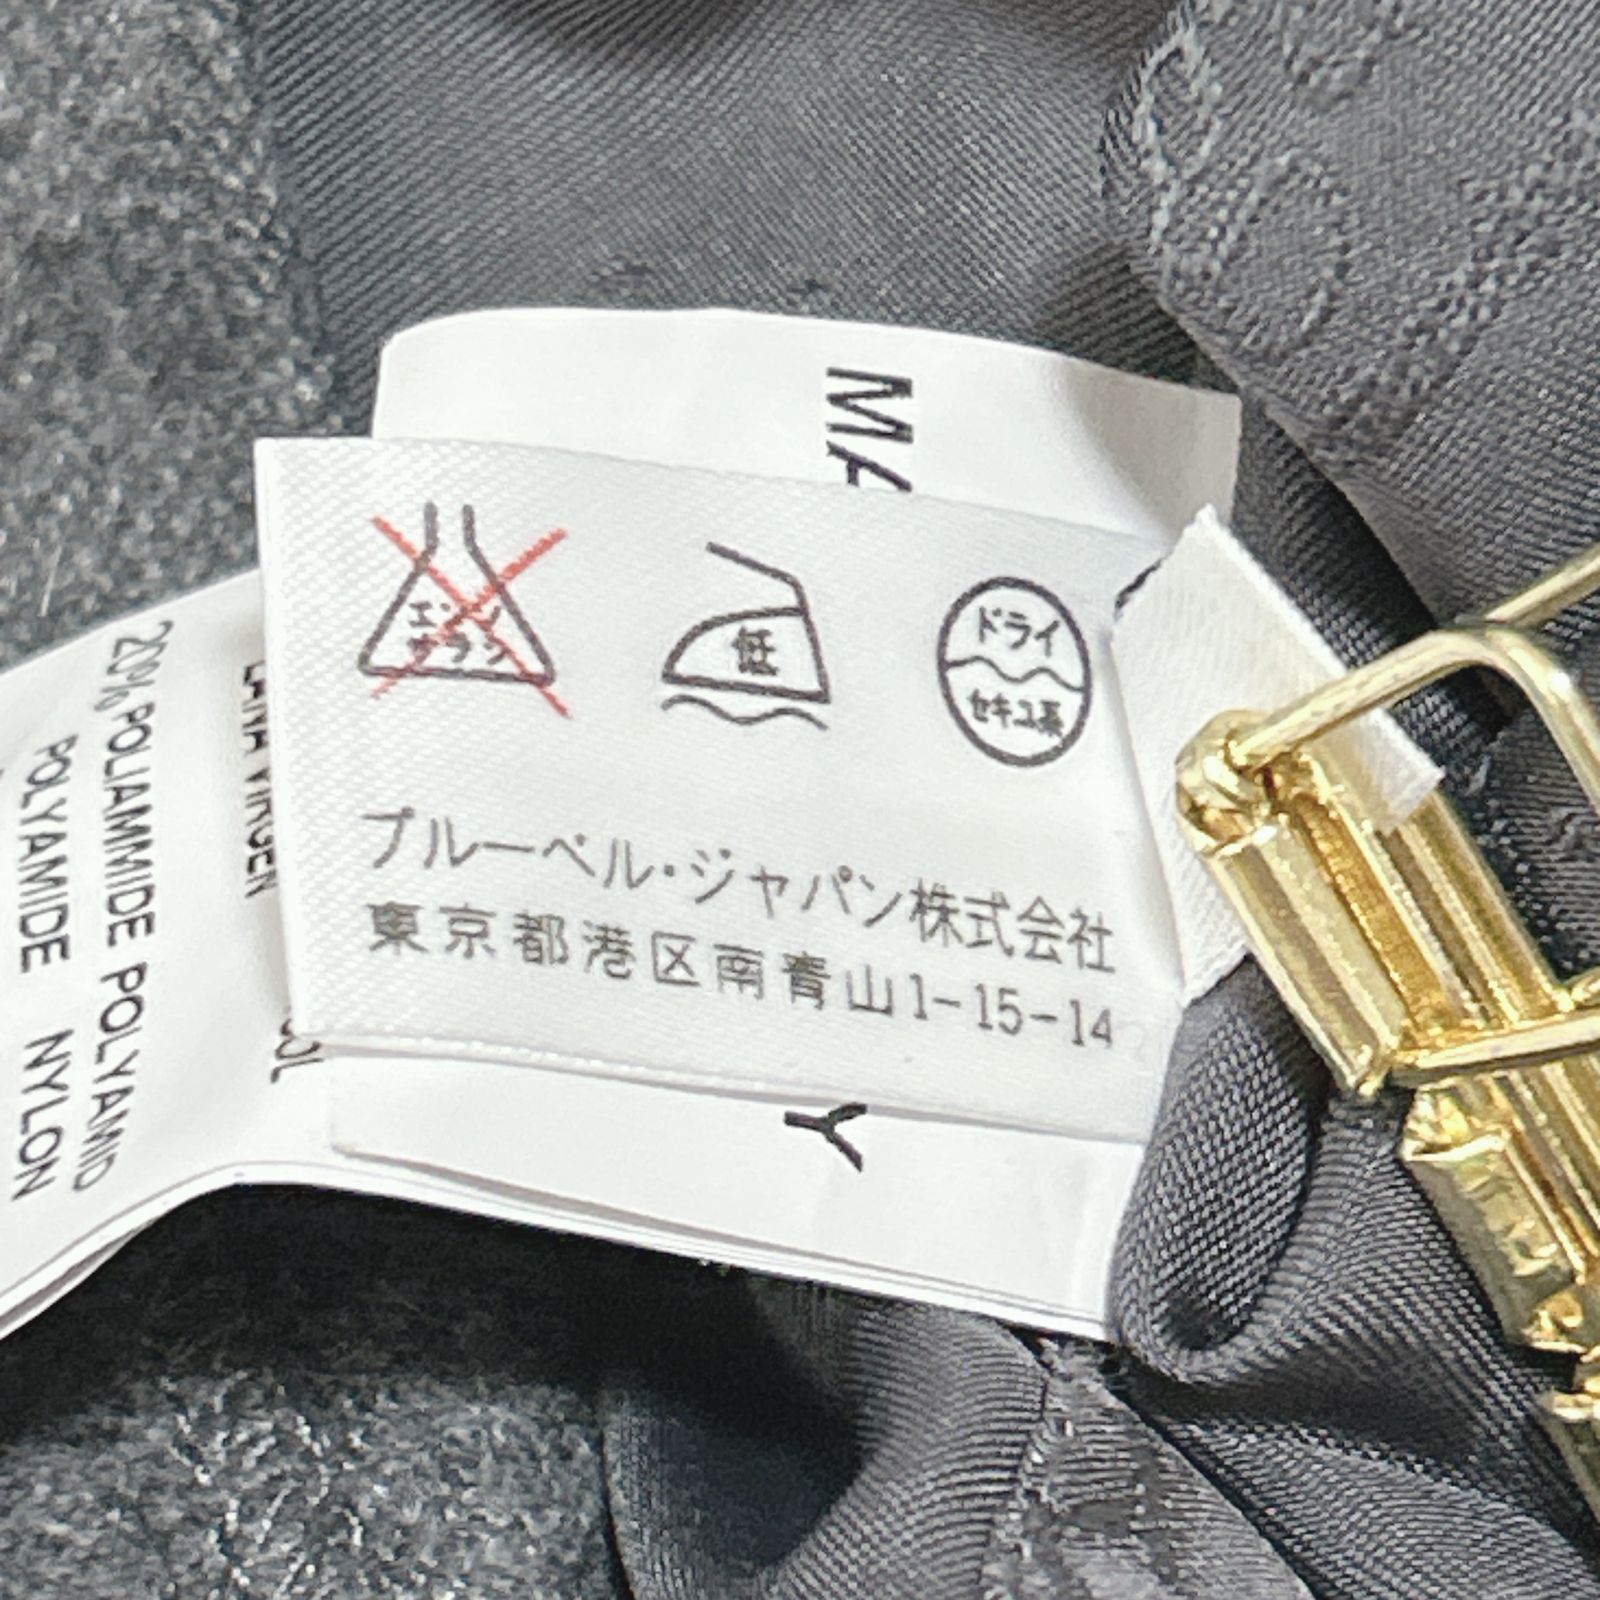 MA
エンソ
サラシ
低
ドライ
セキユ系
ブルーベル・ジャパン株式会社
東京都港区南青山1-15-14
Y
20% POLIAMMIDE POLYAMID
POLYAMIDE NYLON